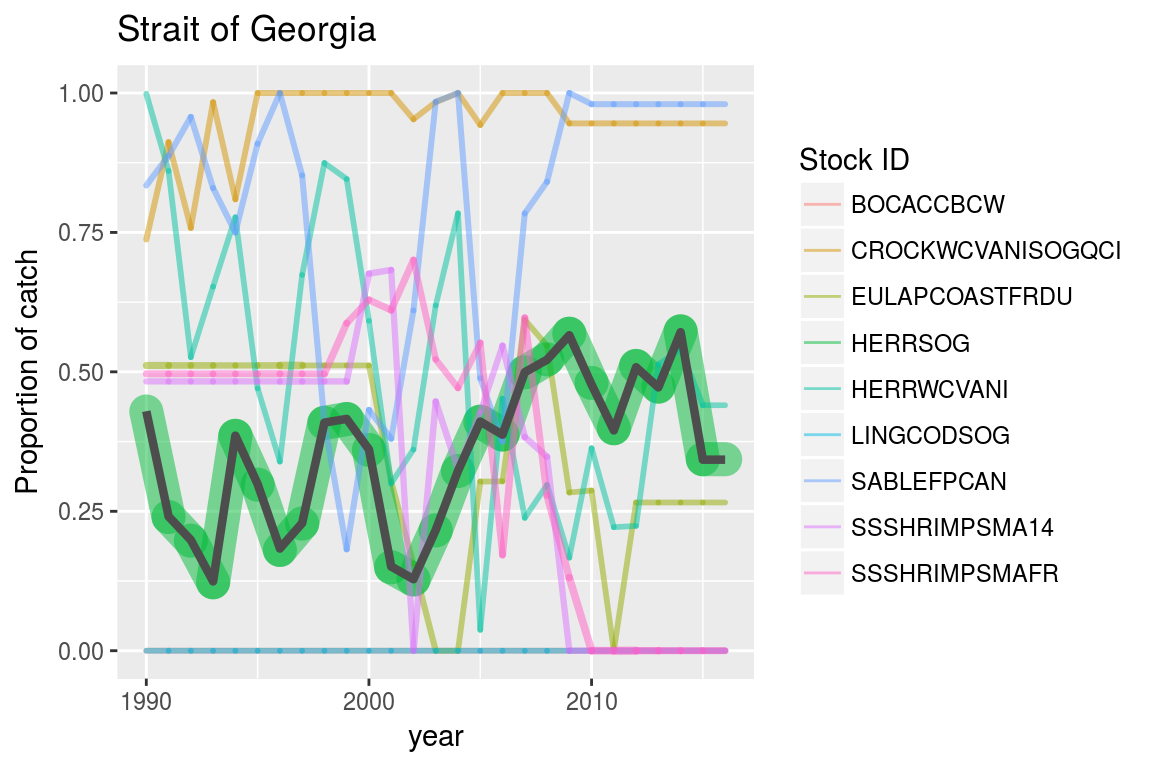 Strait of Georgia
Proportion of catch
1.00
0.75
0.50
0.25
0.00
1990
2000
2010
year
Stock ID
BOCACCBCW
CROCKWCVANISOGQCI
EULAPCOASTFRDU
HERRSOG
HERRWCVANI
LINGCODSOG
SABLEFPCAN
SSSHRIMPSMA14
SSSHRIMPSMAFR